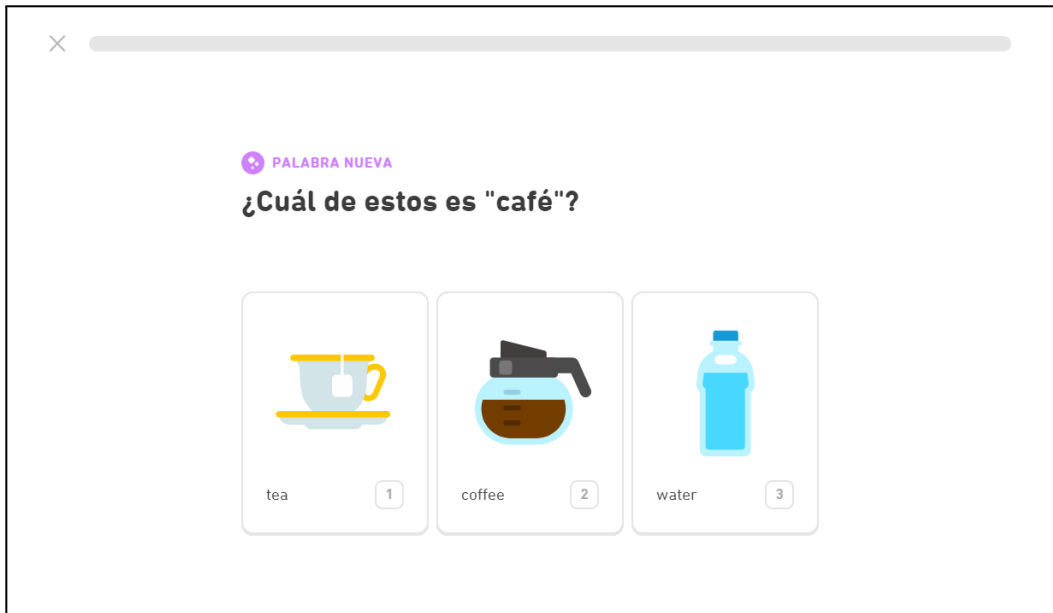 PALABRA NUEVA
¿Cuál de estos es "café"?
tea 1 coffee 2 water 3